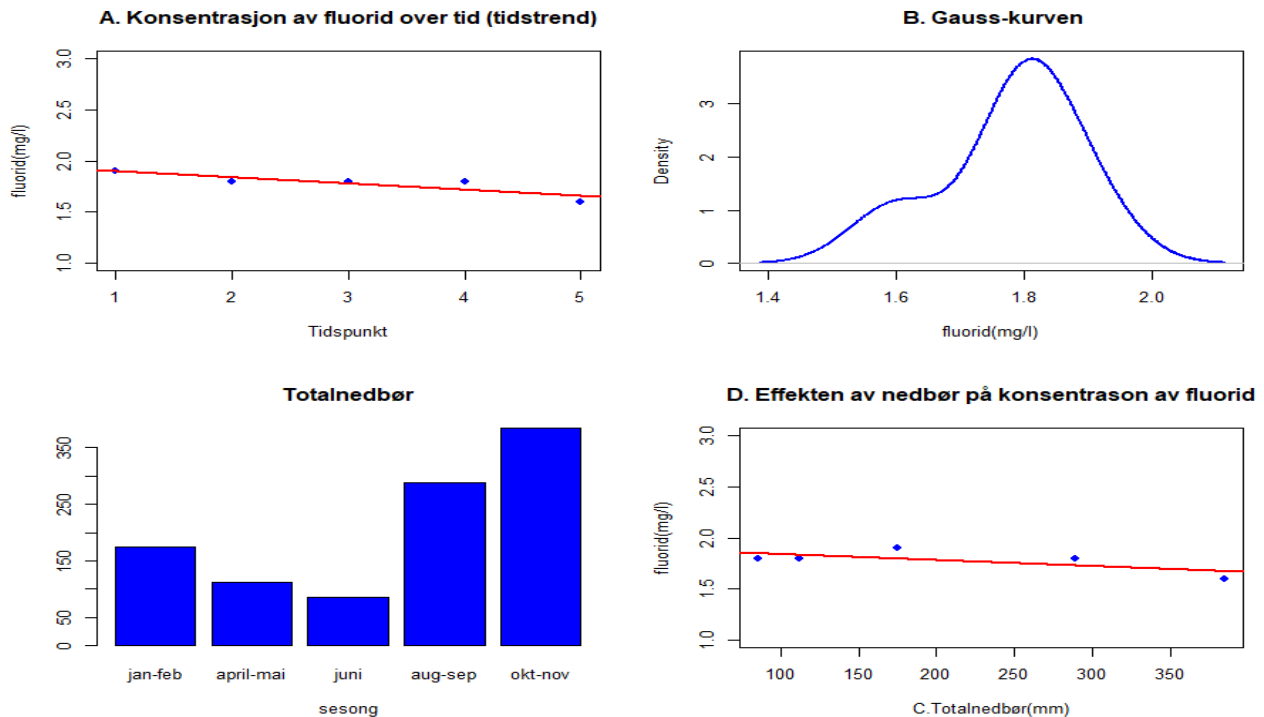 A. Konsentrasjon av fluorid over tid (tidstrend)
fluorid(mg/l)
3.0
2.5
2.0
1.5
1.0
1 2 3 4 5
Tidspunkt
B. Gauss-kurven
Density
3
2
1
0
1.4 1.6 1.8 2.0
fluorid(mg/l)
Totalnedbør
350
250
150
50
0
jan-feb april-mai juni aug-sep okt-nov
sesong
D. Effekten av nedbør på konsentrason av fluorid
fluorid(mg/l)
3.0
2.5
2.0
1.5
1.0
100 150 200 250 300 350
C.Totalnedbør(mm)